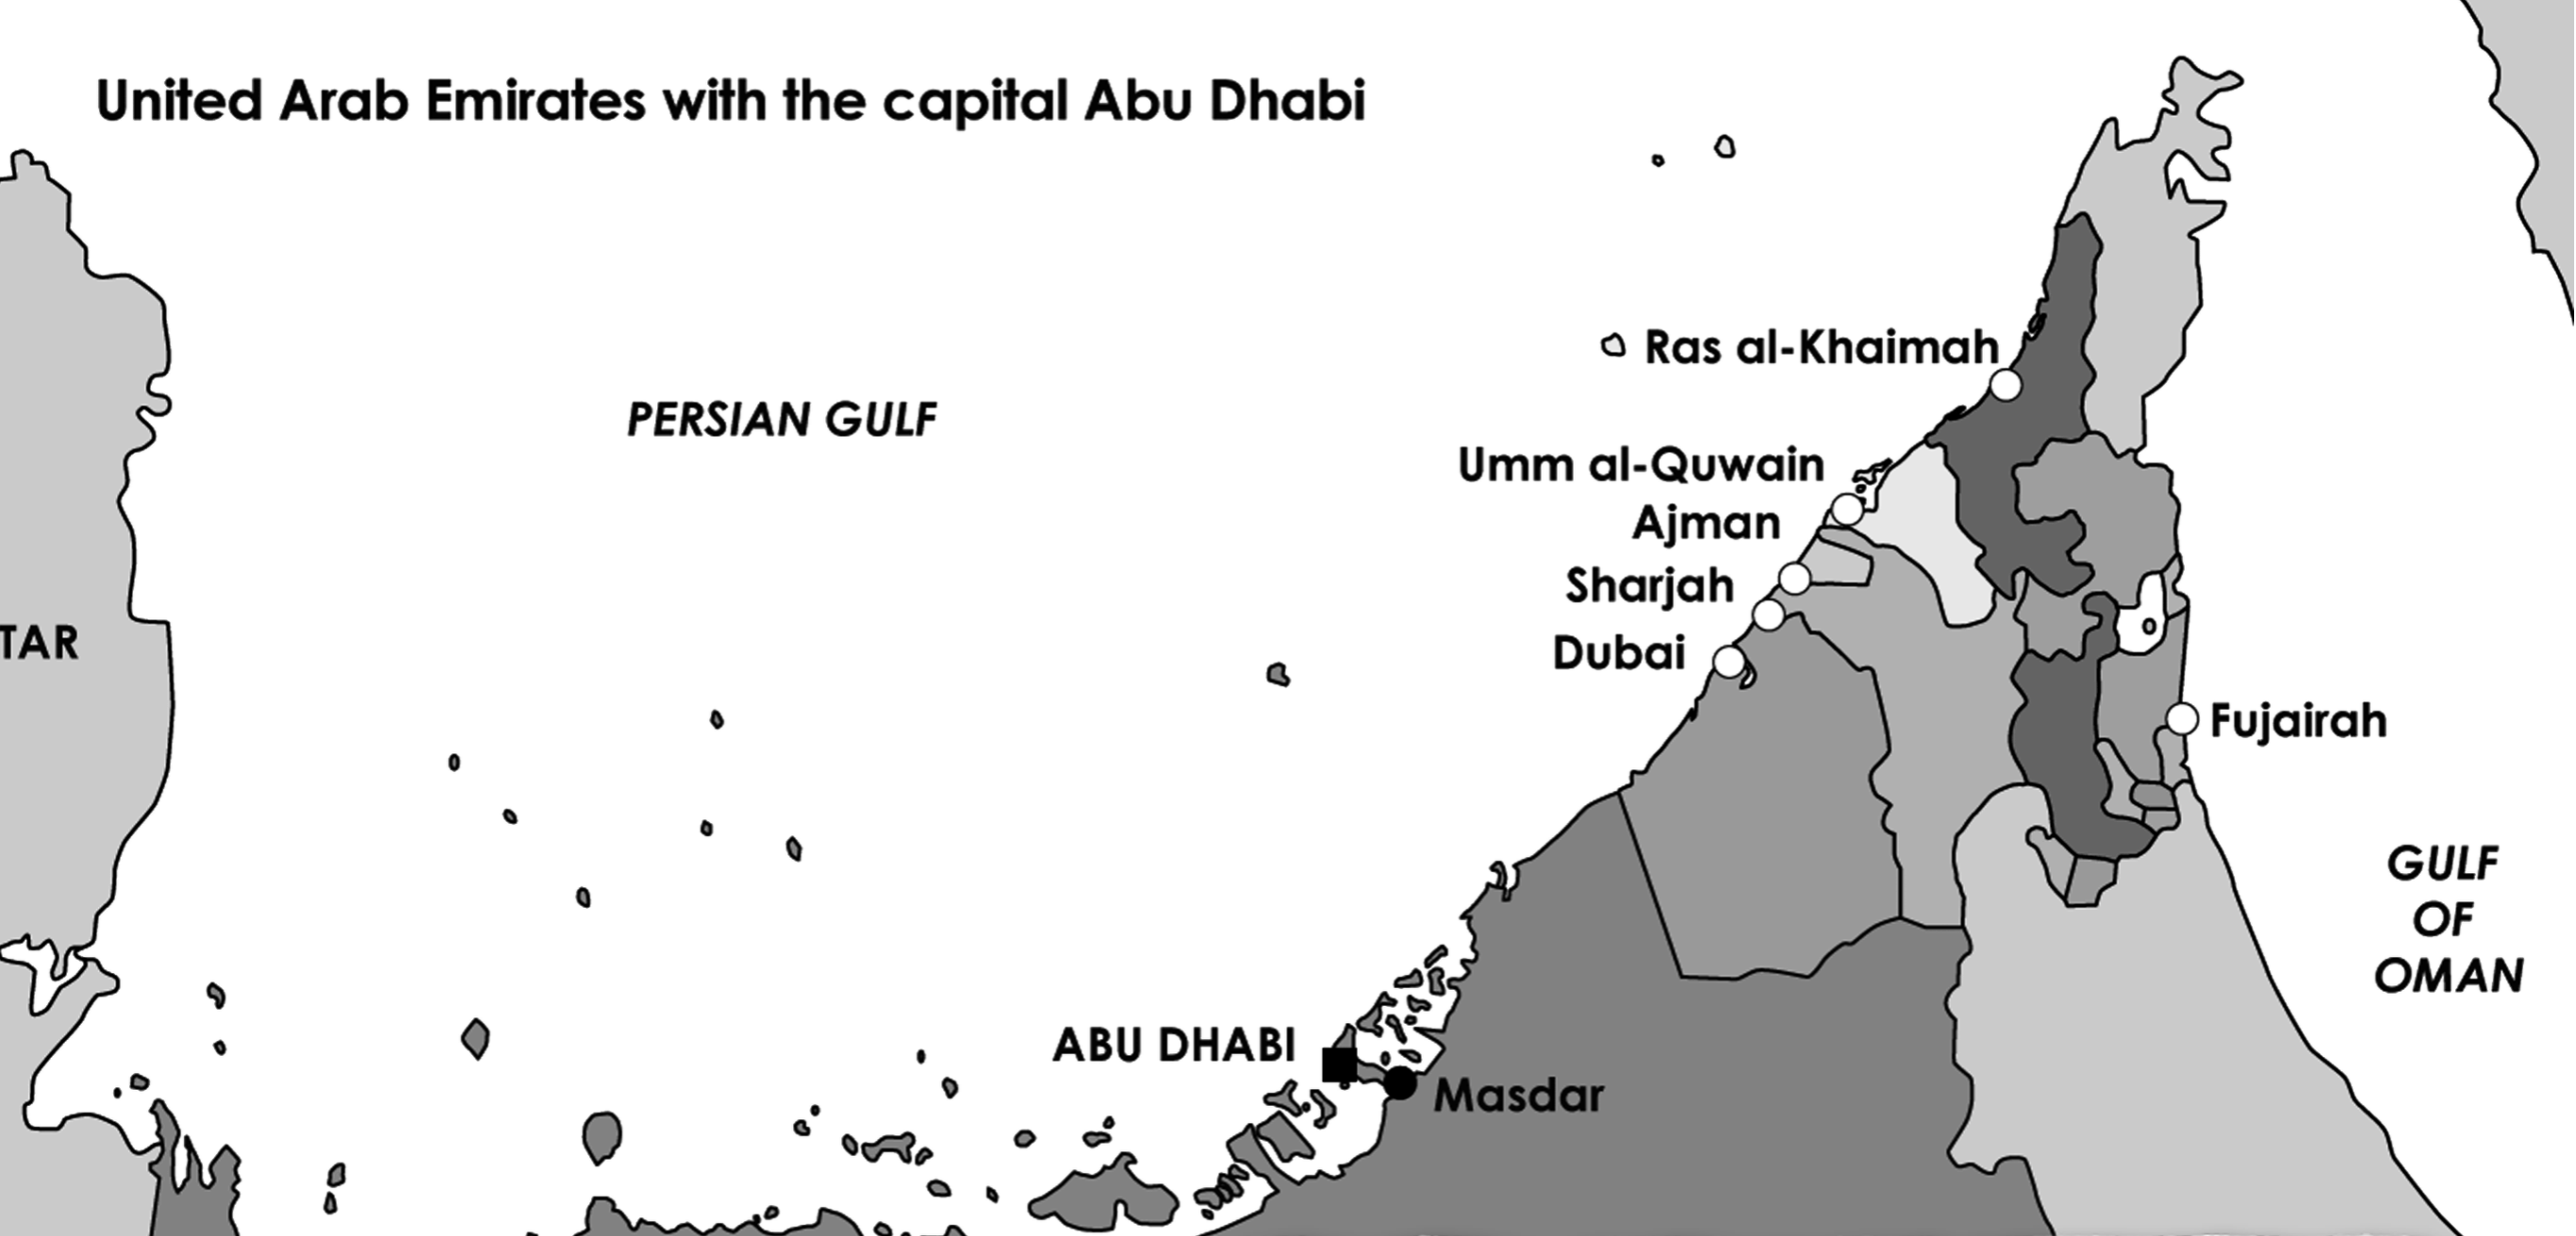 United Arab Emirates with the capital Abu Dhabi
Ras al-Khaimah
PERSIAN GULF
Umm al-Quwain
Ajman
Sharjah
TAR
Dubai
Fujairah
GULF
OF
OMAN
ABU DHABI
Masdar